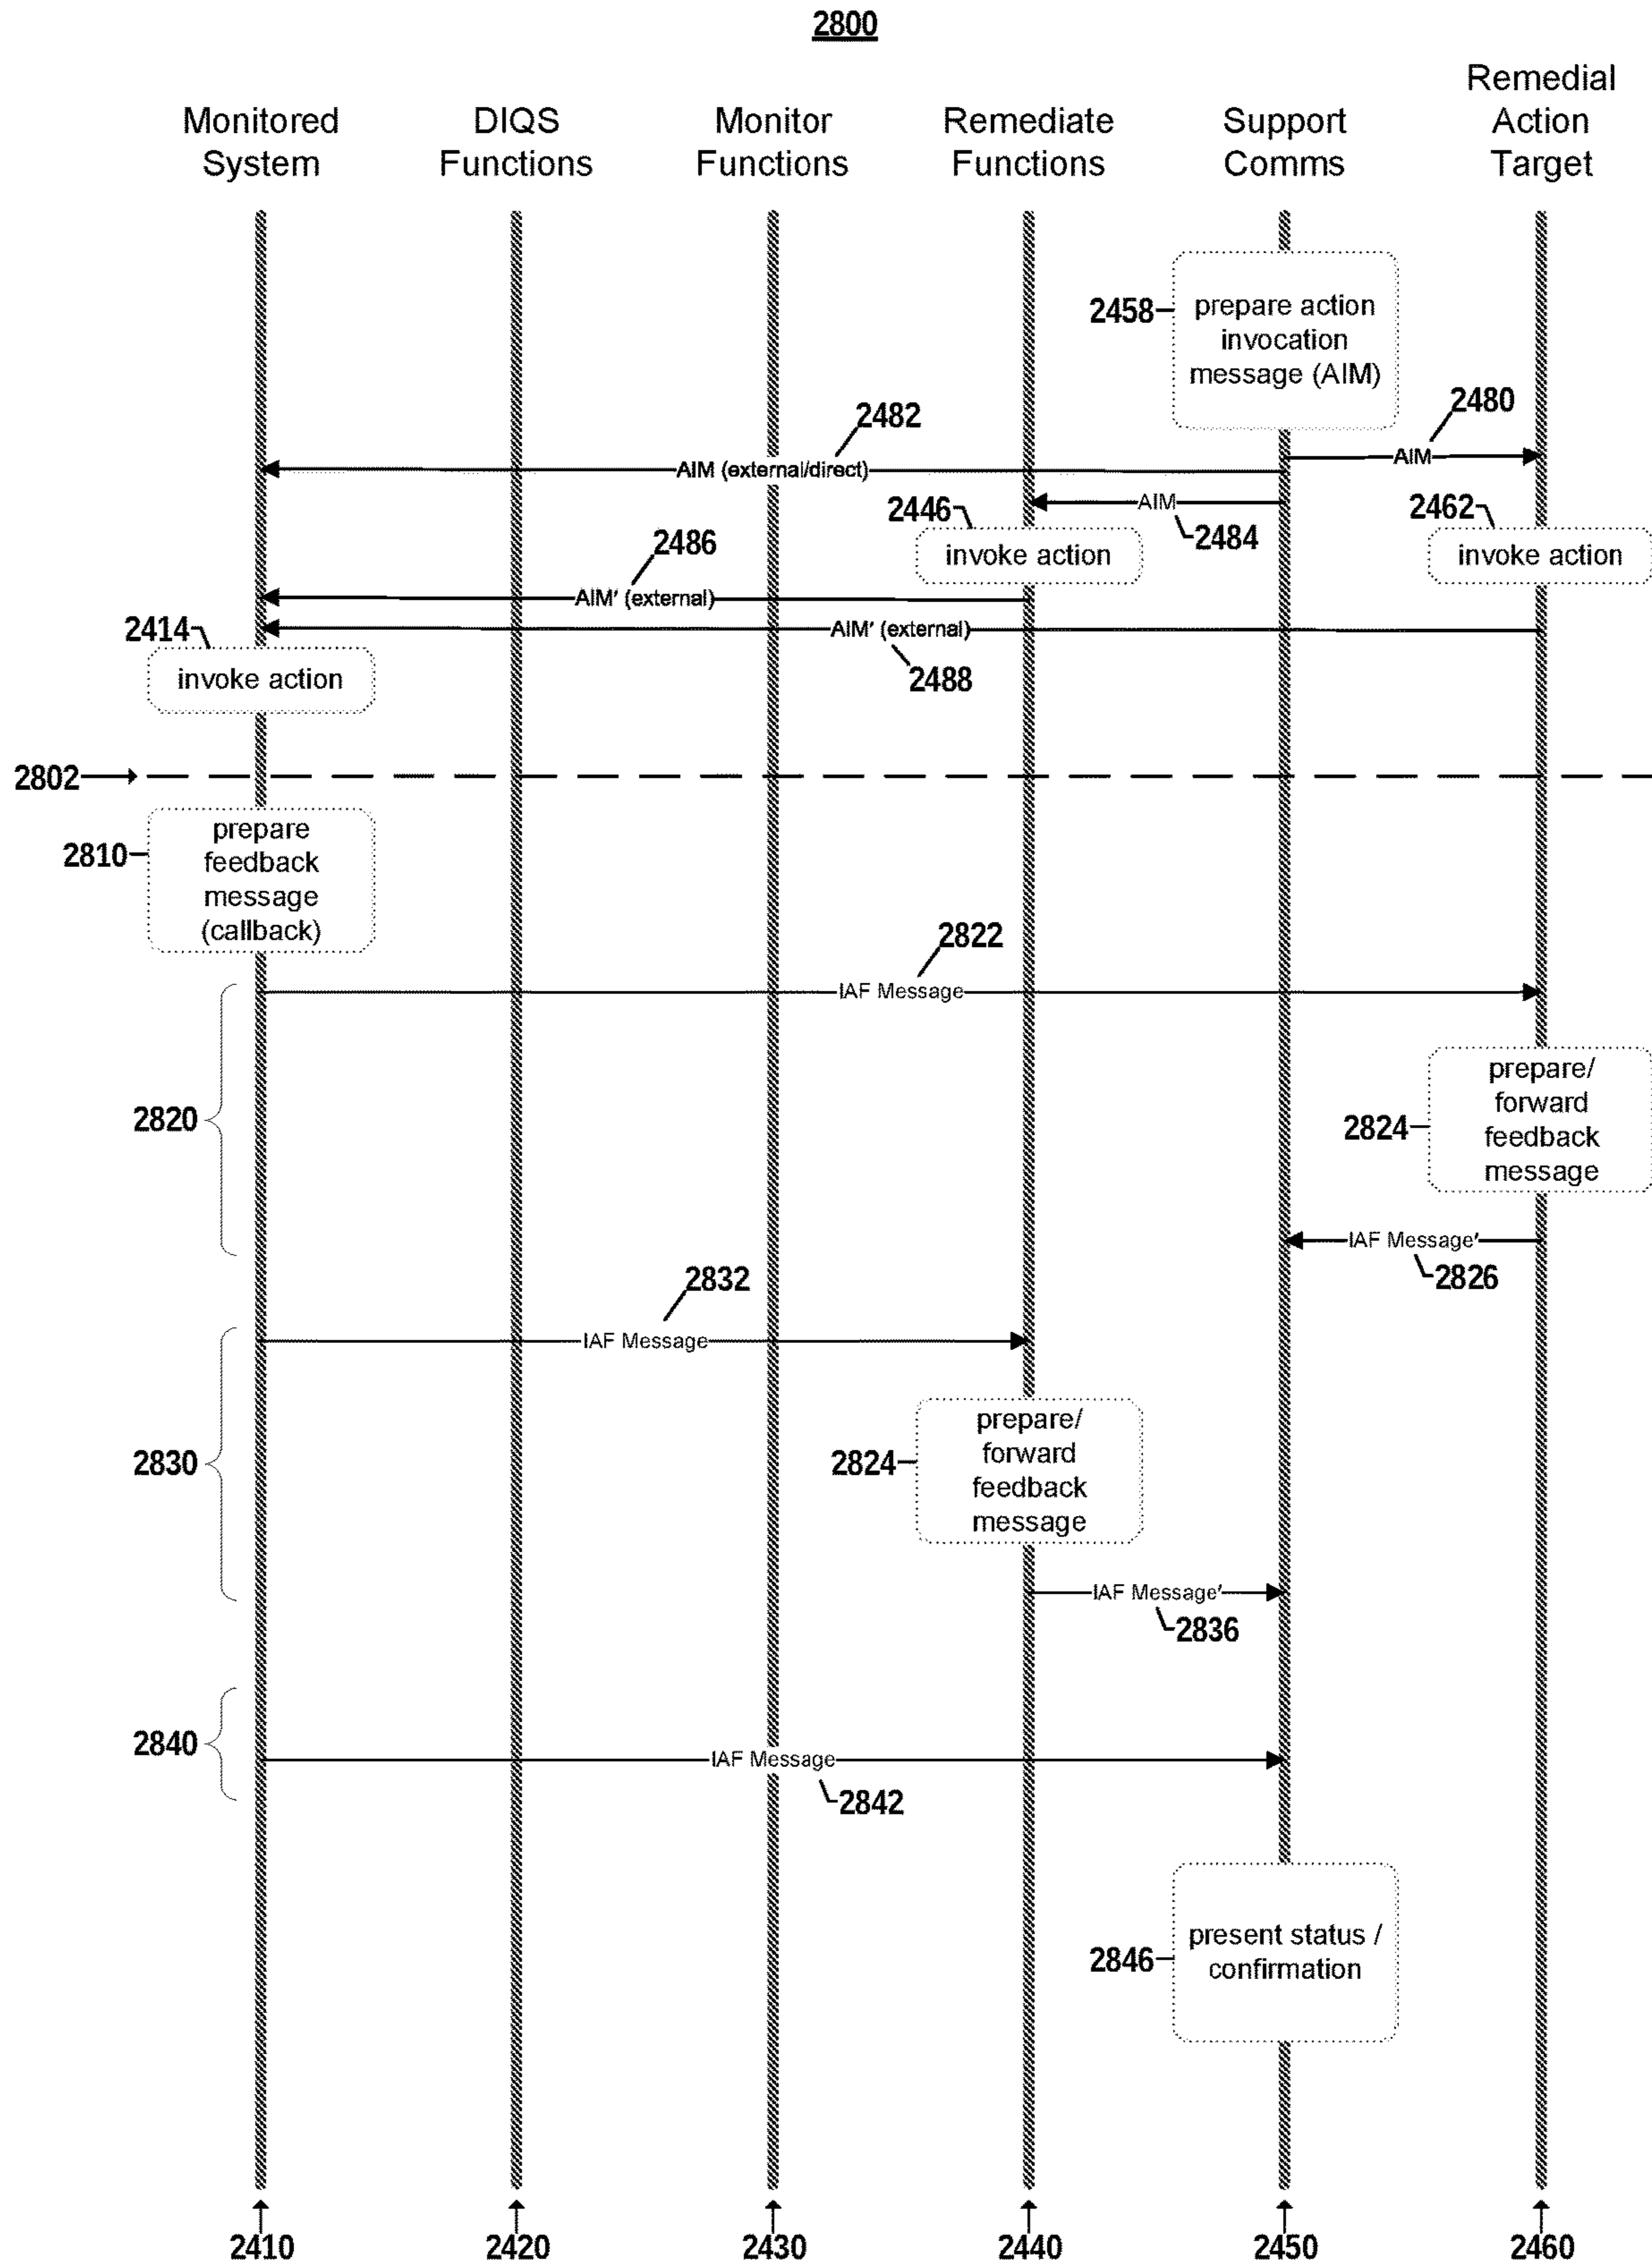 2800
Monitored
System
DIQS
Functions
Monitor
Functions
Remediate
Functions
Support
Comms
Remedial
Action
Target
2458
prepare action
invocation
message (AIM)
2480
AIM
2482
AIM (external/direct)
AIM
2484
2446
invoke action
2462
invoke action
2486
AIM' (external)
AIM' (external)
2488
2414
invoke action
2802
2810
prepare
feedback
message
(callback)
2822
IAF Message
2820
2824
prepare/
forward
feedback
message
IAF Message'
2826
2832
IAF Message
2830
2824
prepare/
forward
feedback
message
IAF Message'
2836
2840
IAF Message
2842
2846
present status /
confirmation
2410
2420
2430
2440
2450
2460